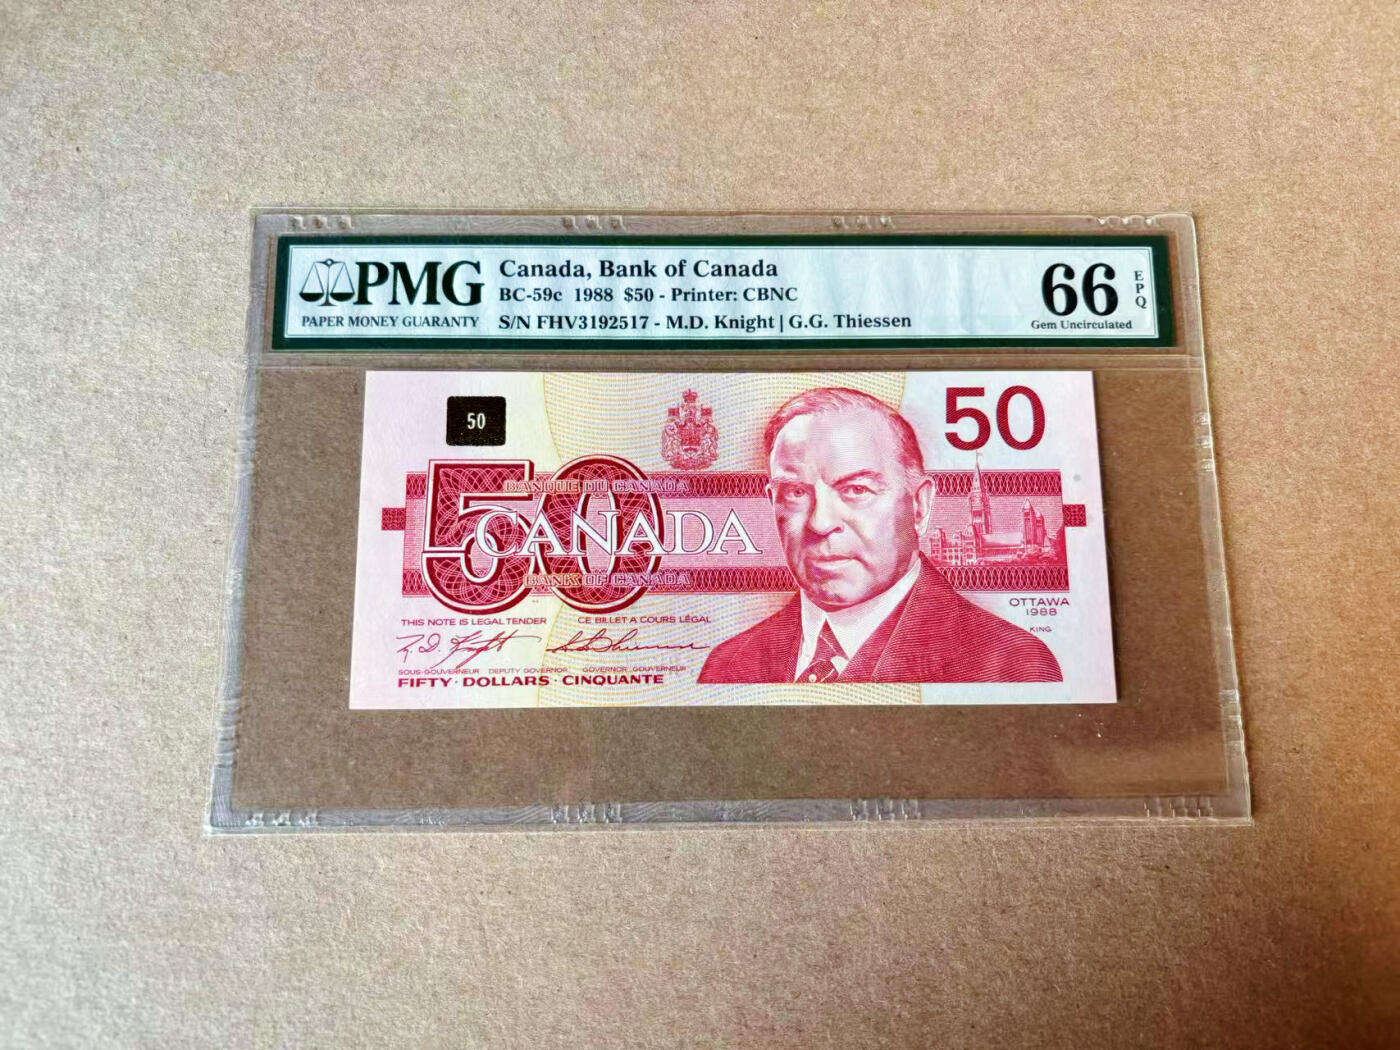 PMG
PAPER MONEY GUARANTY
Canada, Bank of Canada
BC-59c 1988 $50 - Printer: CBNC
S/N FHV3192517 - M.D. Knight | G.G. Thiessen
66
EPQ
Gem Uncirculated
50
50
BANQUE DU CANADA
50
CANADA
BANK OF CANADA
THIS NOTE IS LEGAL TENDER CE BILLET A COURS LÉGAL
SOUS-GOUVERNEUR DEPUTY GOVERNOR GOVERNOR GOUVERNEUR
FIFTY · DOLLARS · CINQUANTE
OTTAWA
1988
KING